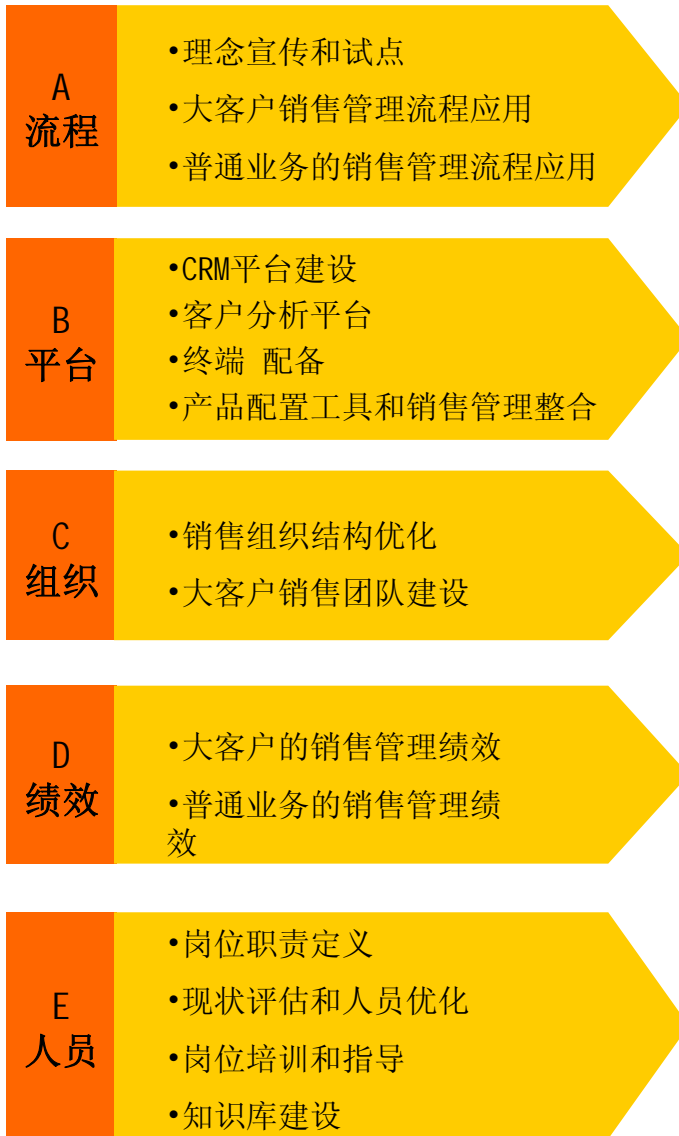 A
流程
•理念宣传和试点
•大客户销售管理流程应用
•普通业务的销售管理流程应用
B
平台
•CRM平台建设
•客户分析平台
•终端 配备
•产品配置工具和销售管理整合
C
组织
•销售组织结构优化
•大客户销售团队建设
D
绩效
•大客户的销售管理绩效
•普通业务的销售管理绩
效
E
人员
•岗位职责定义
•现状评估和人员优化
•岗位培训和指导
•知识库建设